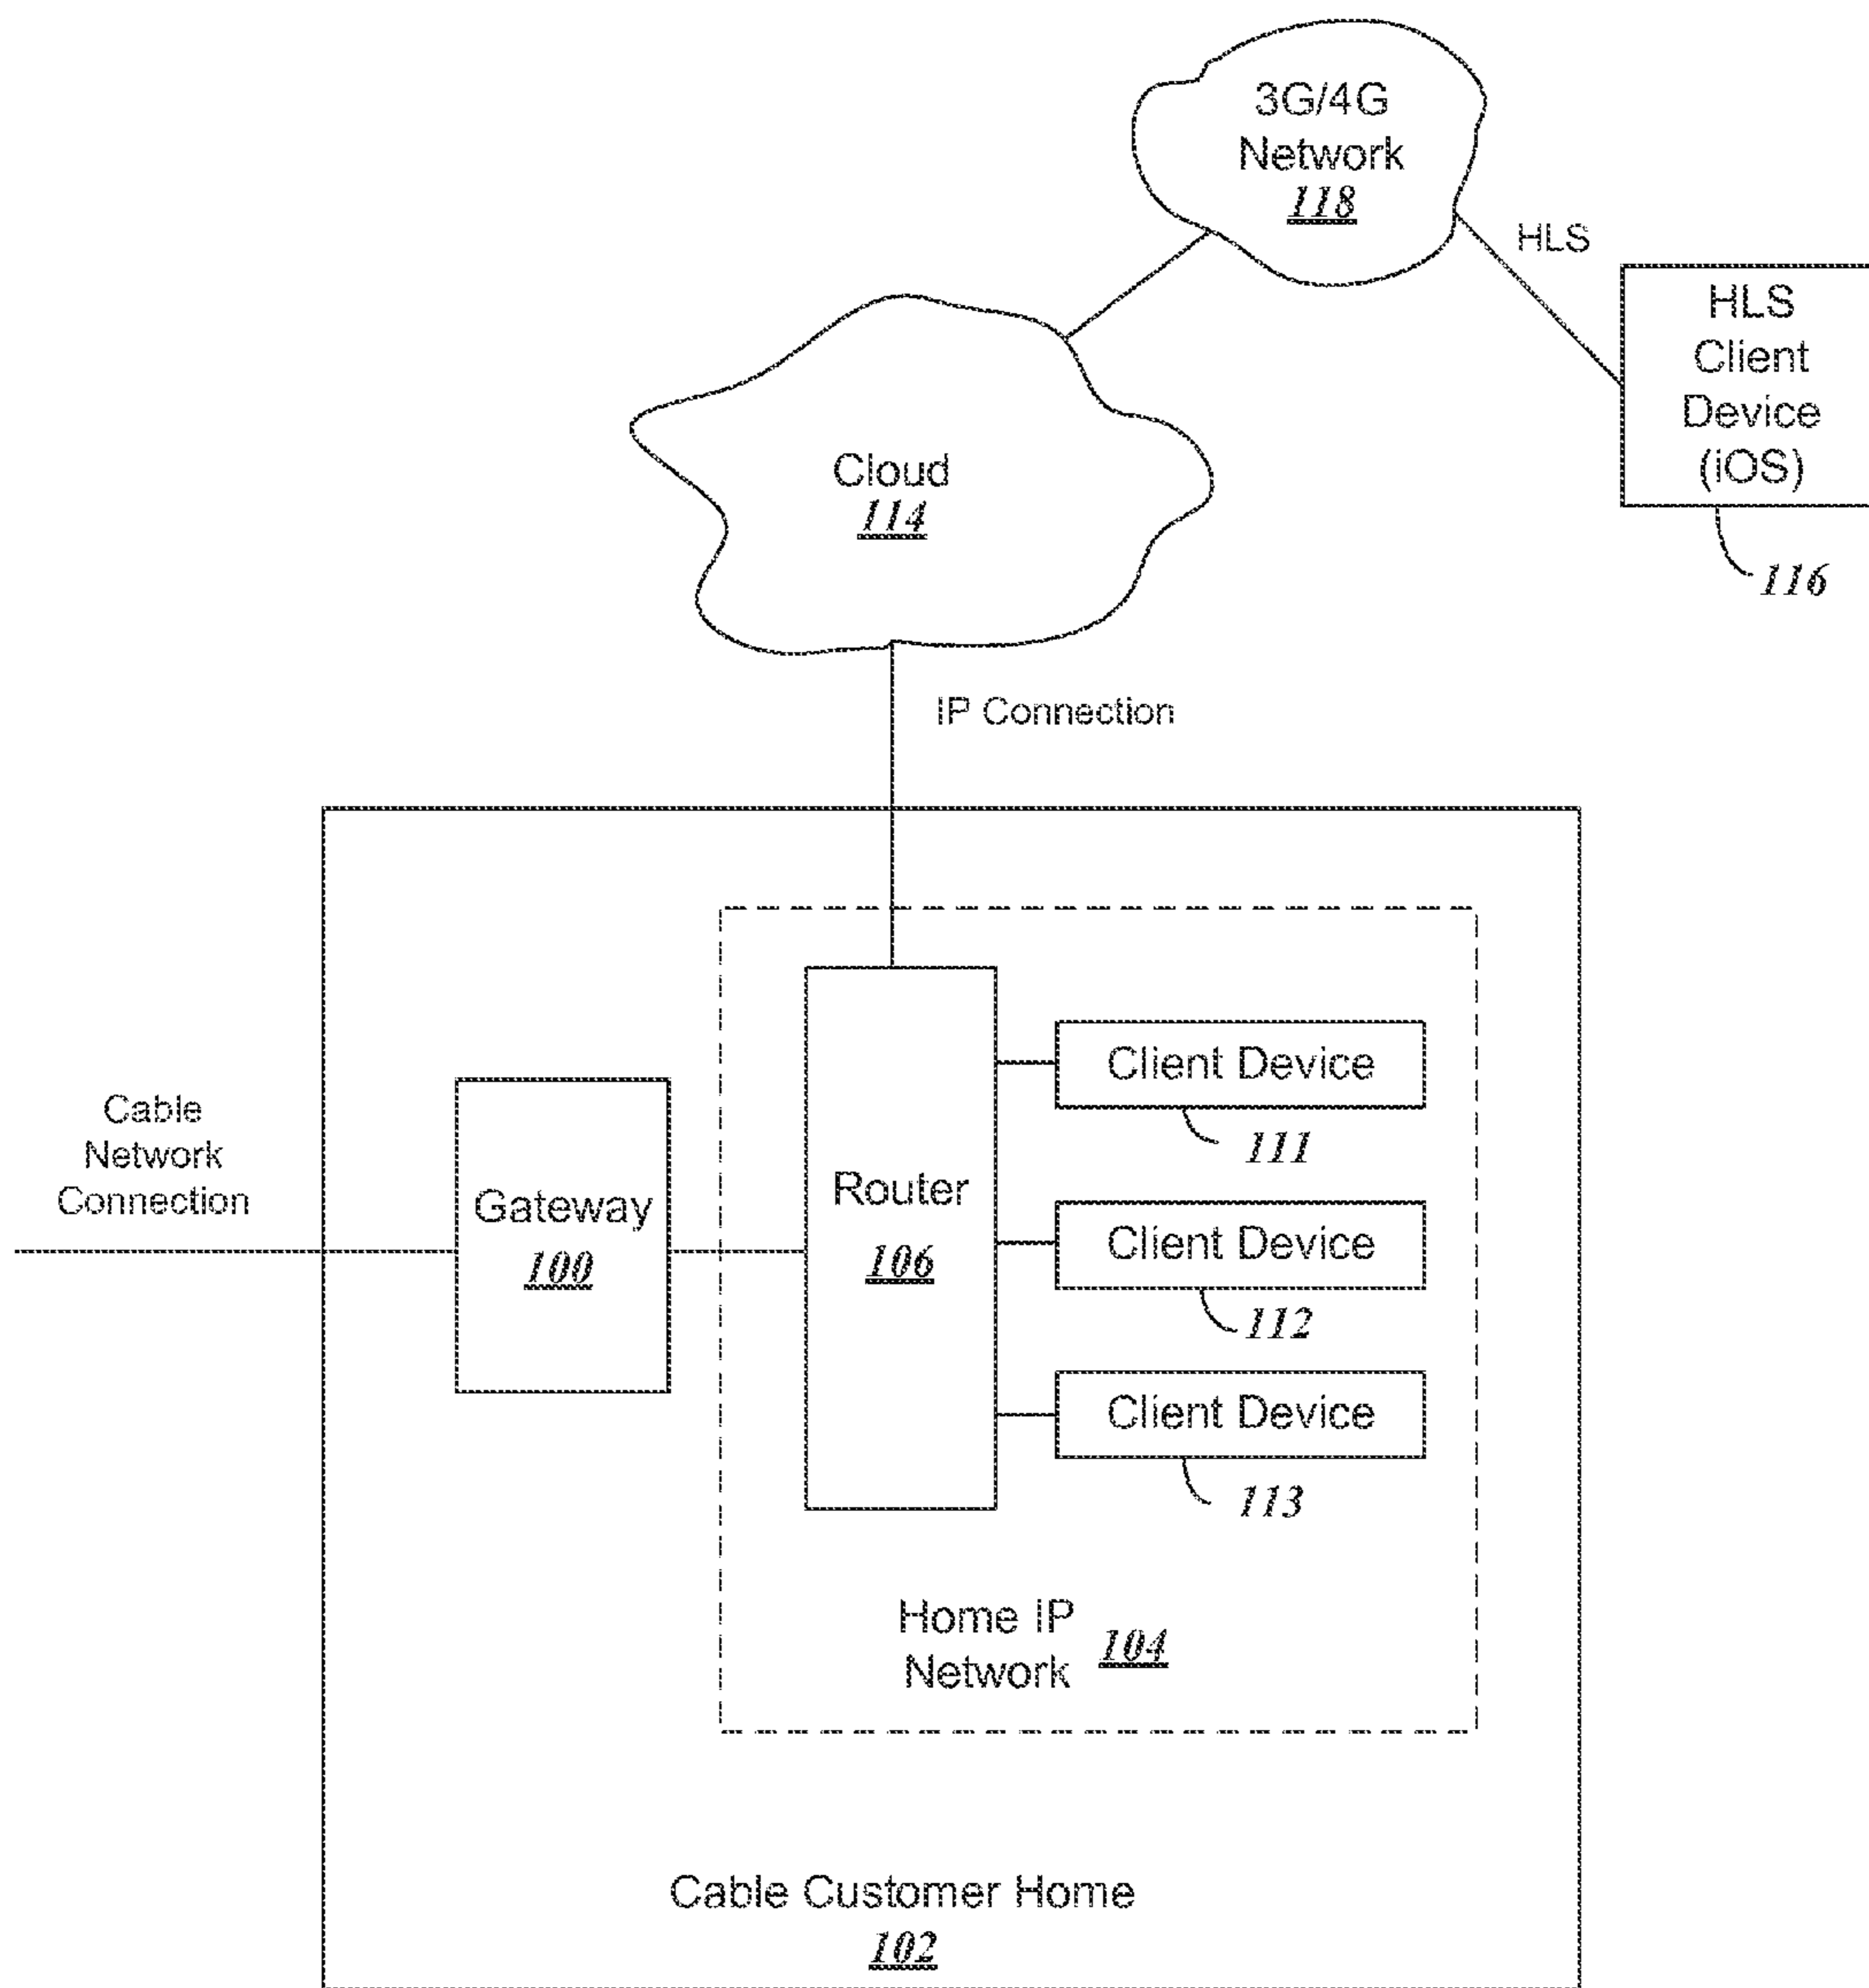 3G/4G
Network
118
HLS
HLS
Client
Device
(iOS)
116
Cloud
114
IP Connection
Cable
Network
Connection
Gateway
100
Router
106
Client Device
111
Client Device
112
Client Device
113
Home IP
Network
104
Cable Customer Home
102